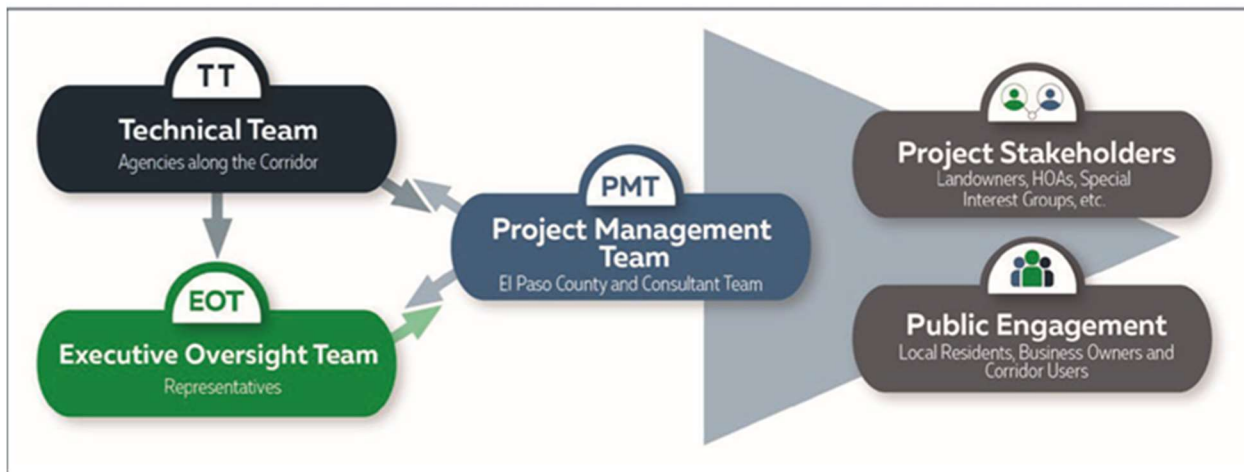 TT
Technical Team
Agencies along the Corridor
EOT
Executive Oversight Team
Representatives
PMT
Project Management
Team
El Paso County and Consultant Team
Project Stakeholders
Landowners, HOAs, Special
Interest Groups, etc.
Public Engagement
Local Residents, Business Owners and
Corridor Users